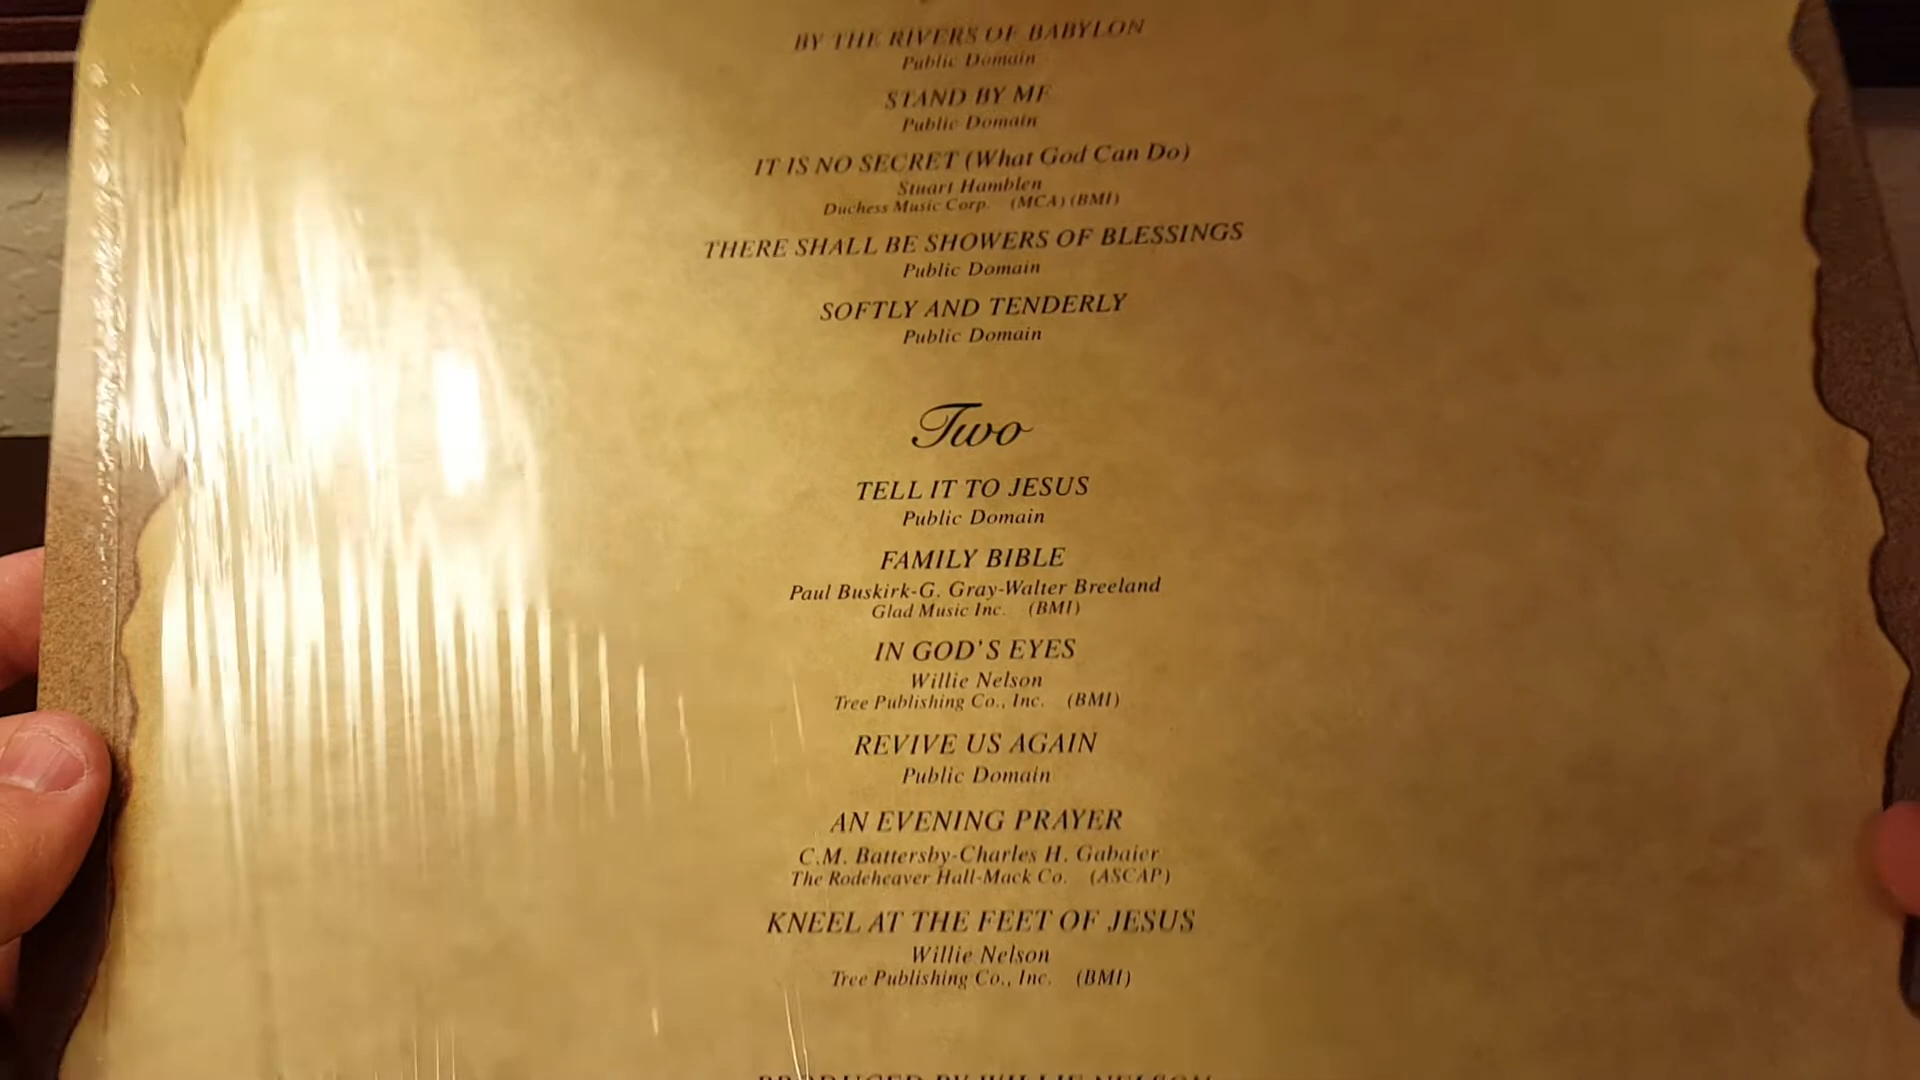 BY THE RIVERS OF BABYLON
Public Domain
STAND BY ME
Public Domain
IT IS NO SECRET (What God Can Do)
Stuart Hamblen
Duchess Music Corp. (MCA) (BMI)
THERE SHALL BE SHOWERS OF BLESSINGS
Public Domain
SOFTLY AND TENDERLY
Public Domain
Two
TELL IT TO JESUS
Public Domain
FAMILY BIBLE
Paul Buskirk-G. Gray-Walter Breeland
Glad Music Inc. (BMI)
IN GOD'S EYES
Willie Nelson
Tree Publishing Co., Inc. (BMI)
REVIVE US AGAIN
Public Domain
AN EVENING PRAYER
C.M. Battersby-Charles H. Gabaier
The Rodeheaver Hall-Mack Co. (ASCAP)
KNEEL AT THE FEET OF JESUS
Willie Nelson
Tree Publishing Co., Inc. (BMI)
PRODUCED BY WILLIE NELSON